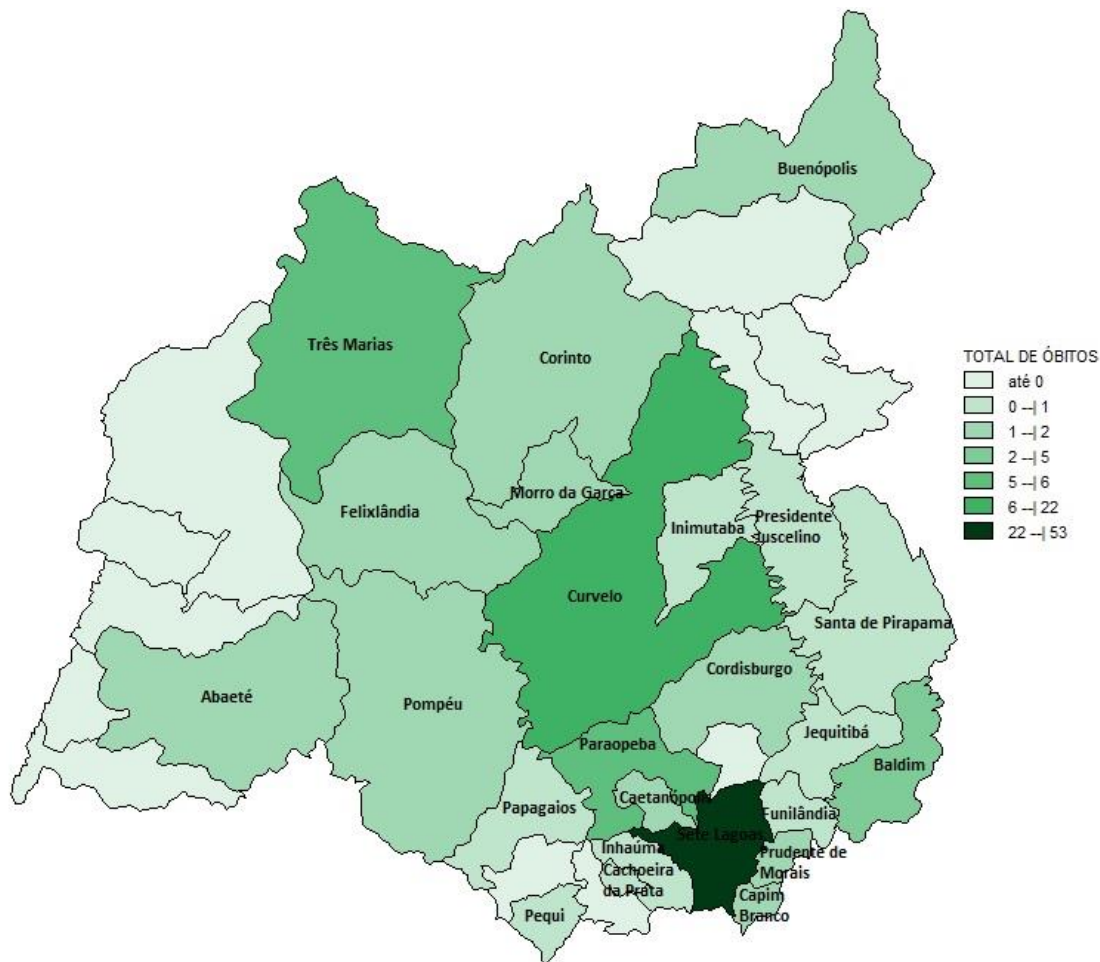 Buenópolis
Três Marias
Corinto
TOTAL DE ÓBITOS
até 0
0 --| 1
1 --| 2
2 --| 5
5 --| 6
6 --| 22
22 --| 53
Morro da Garça
Felixlândia
Inimutaba
Presidente
Juscelino
Curvelo
Santa de Pirapama
Cordisburgo
Abaeté
Pompéu
Jequitibá
Paraopeba
Baldim
Caetanópolis
Papagaios
Funilândia
Sete Lagoas
Inhaúma
Prudente de
Morais
Cachoeira
da Prata
Capim
Branco
Pequi